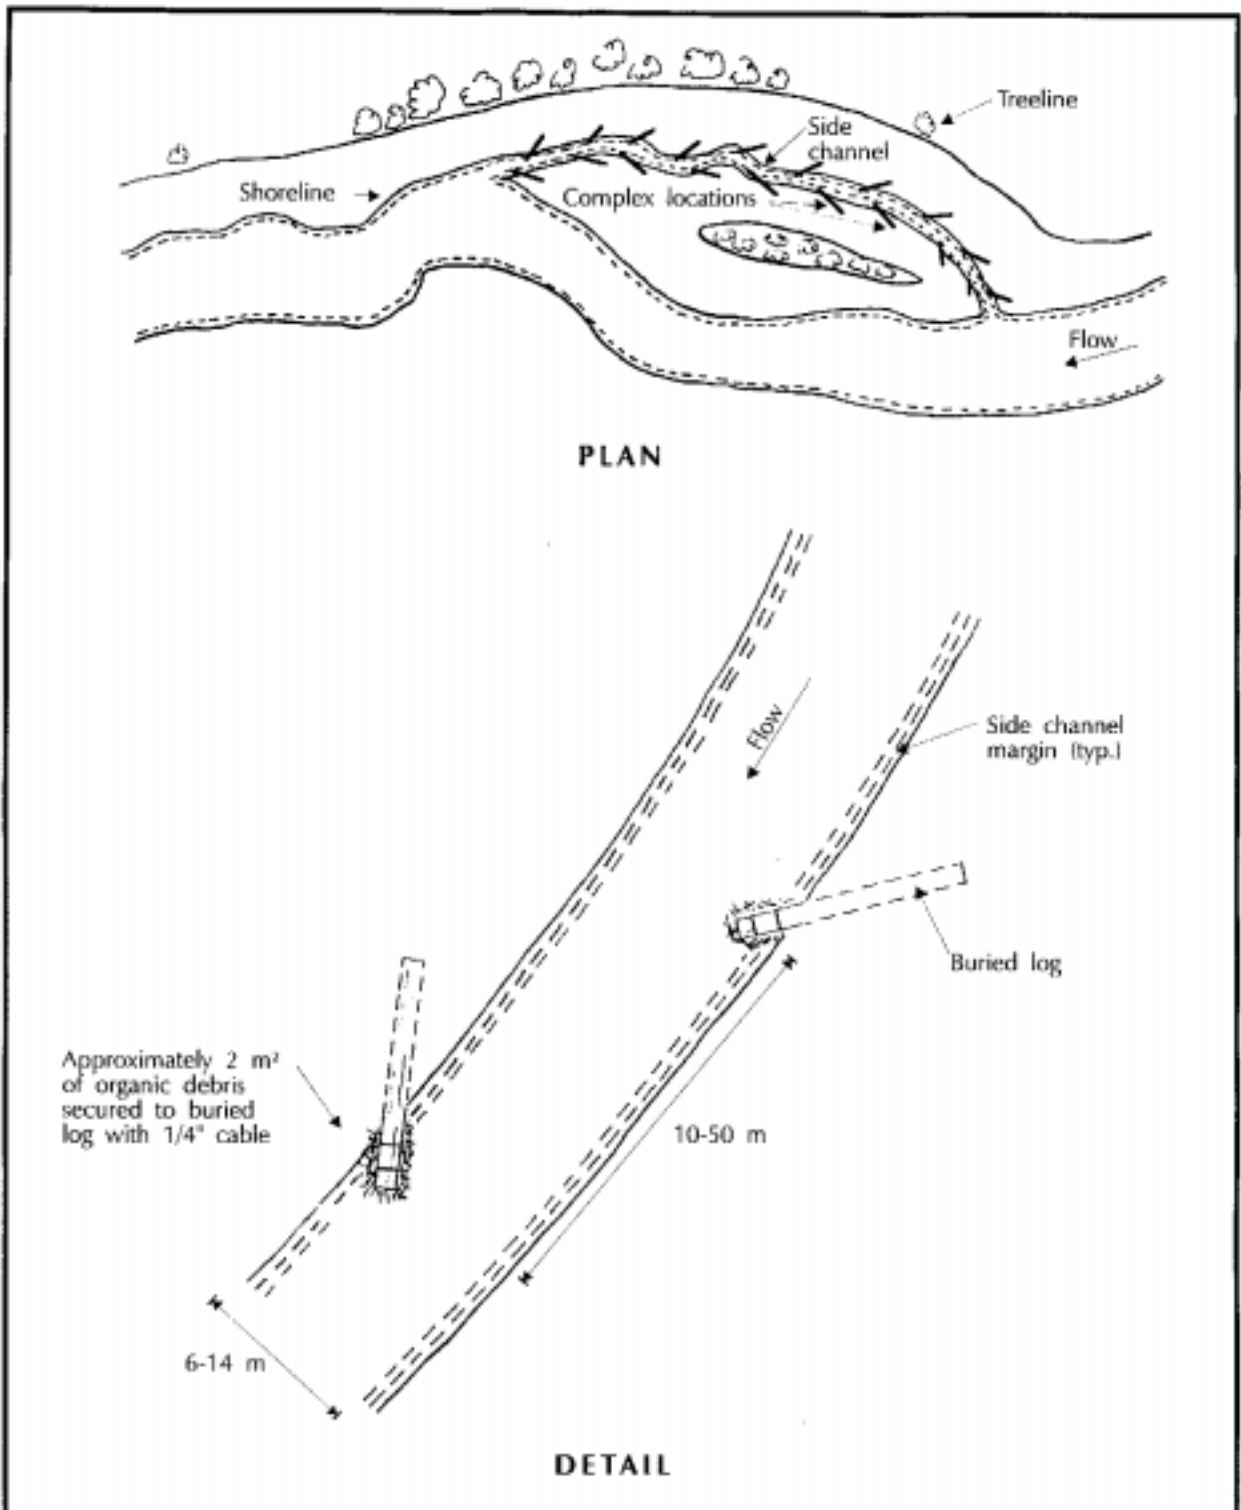 Treeline
Side
channel
Shoreline
Complex locations
Flow
PLAN
Flow
Side channel
margin (typ.)
Buried log
Approximately 2 m²
of organic debris
secured to buried
log with 1/4" cable
10-50 m
6-14 m
DETAIL